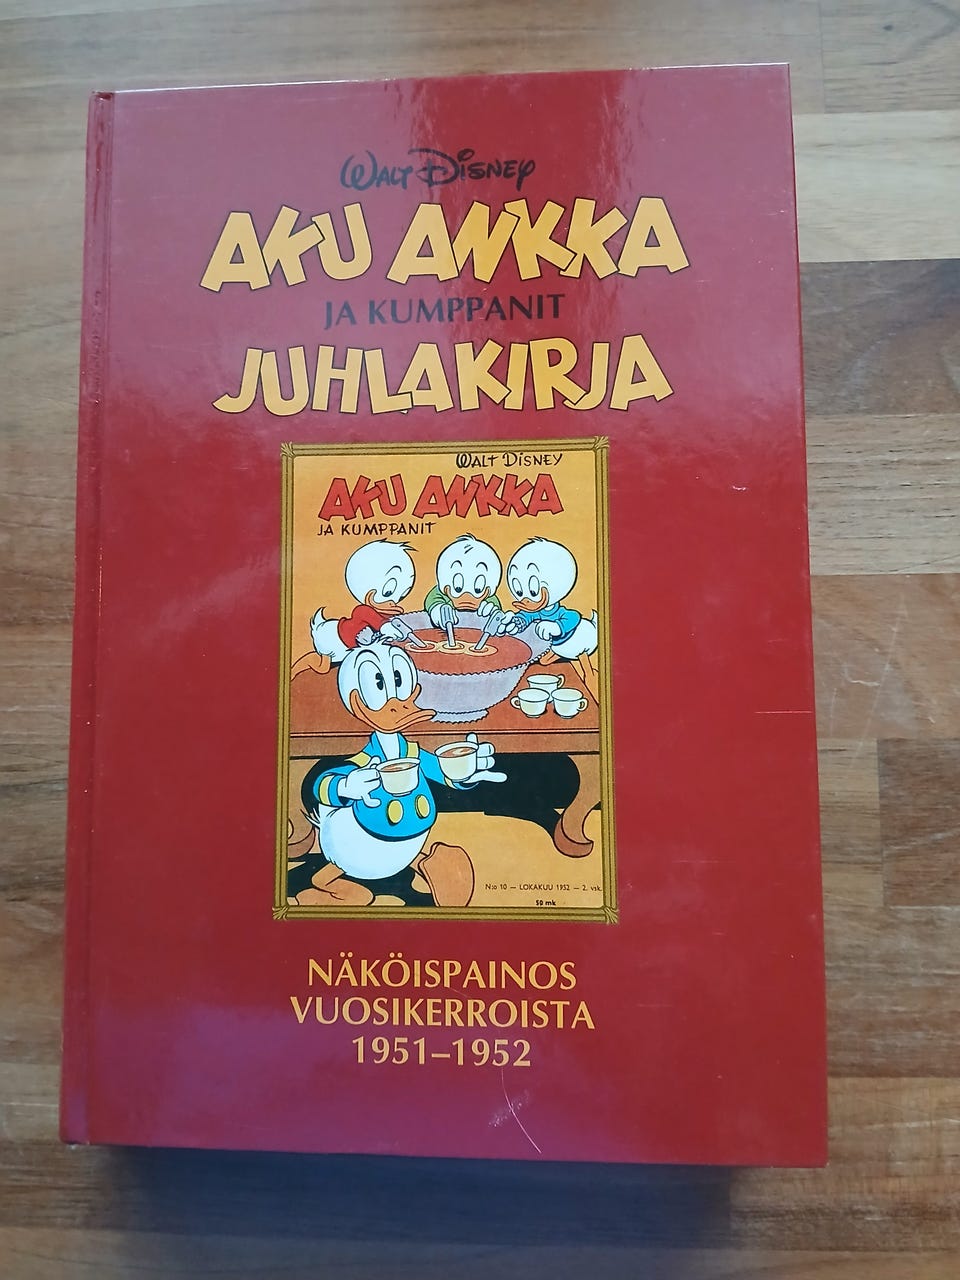 WALT DISNEY
AKU ANKKA
JA KUMPPANIT
JUHLAKIRJA
WALT DISNEY
AKU ANKKA
JA KUMPPANIT
N:o 10 — LOKAKUU 1952 — 2. vsk.
50 mk
NÄKÖISPAINOS
VUOSIKERROISTA
1951–1952